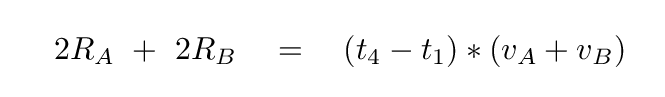 2R_A + 2R_B = (t_4 − t_1) ∗ (v_A + v_B)